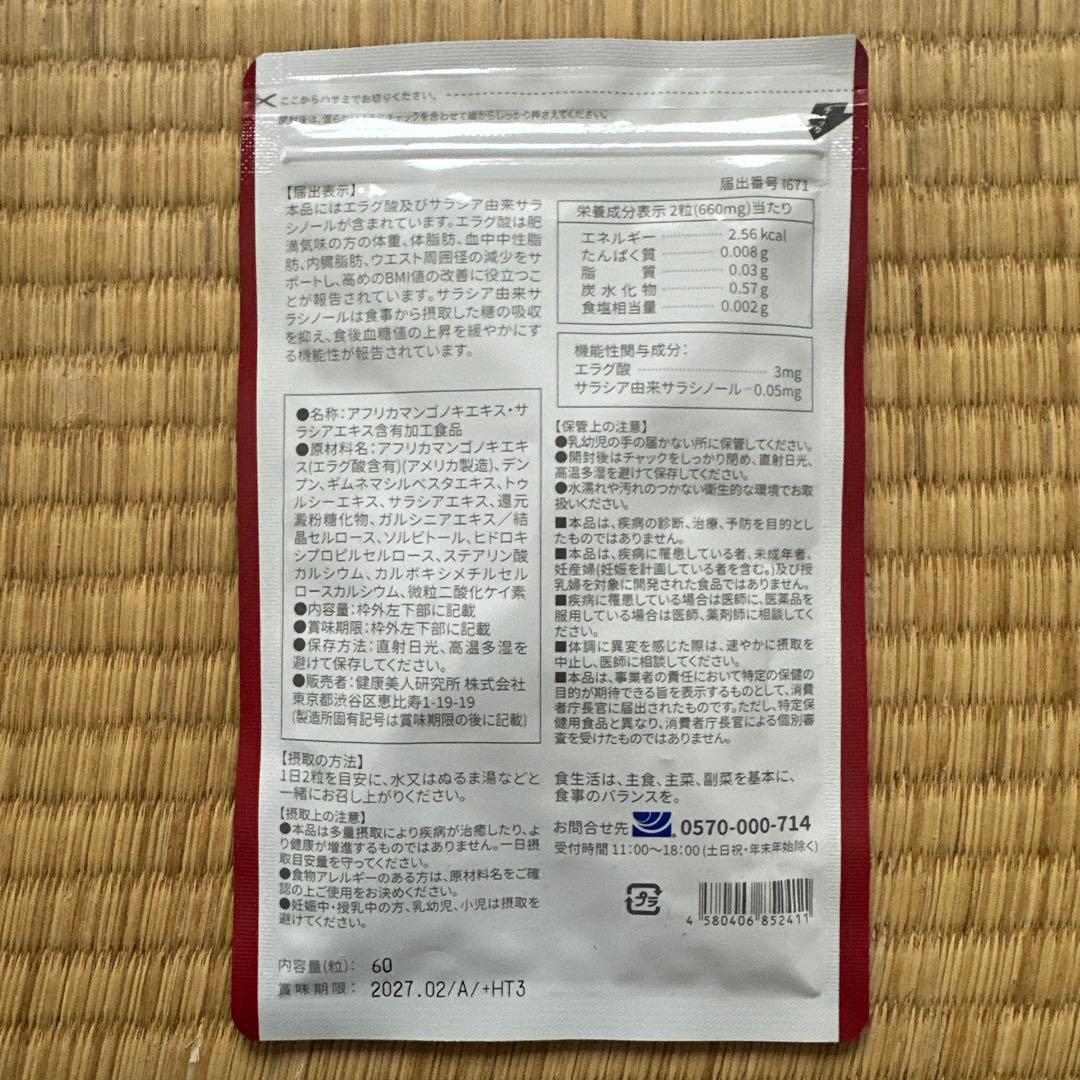 ここからハサミでお切りください。
チャックを合わせて端からしっかり押さえてください。
届出番号 I671
【届出表示】
本品にはエラグ酸及びサラシア由来サラ
シノールが含まれています。エラグ酸は肥
満気味の方の体重、体脂肪、血中中性脂
肪、内臓脂肪、ウエスト周囲径の減少をサ
ポートし、高めのBMI値の改善に役立つこ
とが報告されています。サラシア由来サ
ラシノールは食事から摂取した糖の吸収
を抑え、食後血糖値の上昇を緩やかにす
る機能性が報告されています。
●名称：アフリカマンゴノキエキス・サ
ラシアエキス含有加工食品
●原材料名：アフリカマンゴノキエキ
ス(エラグ酸含有)(アメリカ製造)、デン
プン、ギムネマシルベスタエキス、トゥ
ルシーエキス、サラシアエキス、還元
澱粉糖化物、ガルシニアエキス／結
晶セルロース、ソルビトール、ヒドロキ
シプロピルセルロース、ステアリン酸
カルシウム、カルボキシメチルセル
ロースカルシウム、微粒二酸化ケイ素
●内容量：枠外左下部に記載
●賞味期限：枠外左下部に記載
●保存方法：直射日光、高温多湿を
避けて保存してください。
●販売者：健康美人研究所 株式会社
東京都渋谷区恵比寿1-19-19
(製造所固有記号は賞味期限の後に記載)
【摂取の方法】
1日2粒を目安に、水又はぬるま湯などと
一緒にお召し上がりください。
【摂取上の注意】
●本品は多量摂取により疾病が治癒したり、よ
り健康が増進するものではありません。一日摂
取目安量を守ってください。
●食物アレルギーのある方は、原材料名をご確
認の上ご使用をお決めください。
●妊娠中・授乳中の方、乳幼児、小児は摂取を
避けてください。
内容量(粒)： 60
賞味期限： 2027.02/A/+HT3
栄養成分表示 2粒(660mg)当たり
エネルギー 2.56kcal
たんぱく質 0.008g
脂質 0.03g
炭水化物 0.57g
食塩相当量 0.002g
機能性関与成分：
エラグ酸 3mg
サラシア由来サラシノール 0.05mg
【保管上の注意】
●乳幼児の手の届かない所に保管してください。
●開封後はチャックをしっかり閉め、直射日光、
高温多湿を避けて保存してください。
●水濡れや汚れのつかない衛生的な環境でお取
扱いください。
■本品は、疾病の診断、治療、予防を目的とし
たものではありません。
■本品は、疾病に罹患している者、未成年者、
妊産婦(妊娠を計画している者を含む。)及び授
乳婦を対象に開発された食品ではありません。
■疾病に罹患している場合は医師に、医薬品を
服用している場合は医師、薬剤師に相談してく
ださい。
■体調に異変を感じた際は、速やかに摂取を
中止し、医師に相談してください。
■本品は、事業者の責任において特定の保健の
目的が期待できる旨を表示するものとして、消費
者庁長官に届出されたものです。ただし、特定保
健用食品と異なり、消費者庁長官による個別審
査を受けたものではありません。
食生活は、主食、主菜、副菜を基本に、
食事のバランスを。
お問合せ先 0570-000-714
受付時間 11：00〜18：00(土日祝・年末年始除く)
プラ
4 580406 852411